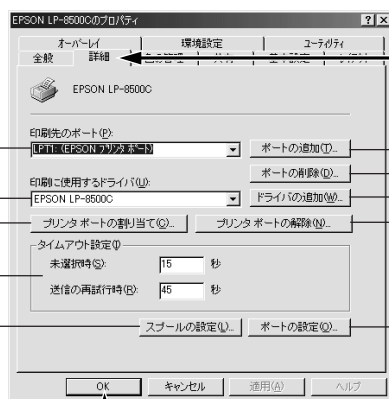 EPSON LP-8500Cのプロパティ
オーバーレイ 環境設定 ユーティリティ
全般 詳細
EPSON LP-8500C
印刷先のポート(P):
LPT1: (EPSON プリンタ ポート) ポートの追加(T)...
ポートの削除(D)...
印刷に使用するドライバ(U):
EPSON LP-8500C ドライバの追加(W)...
プリンタ ポートの割り当て(C)... プリンタ ポートの解除(N)...
タイムアウト設定
未選択時(S): 15 秒
送信の再試行時(R): 45 秒
スプールの設定(L)... ポートの設定(O)...
OK キャンセル 適用(A) ヘルプ